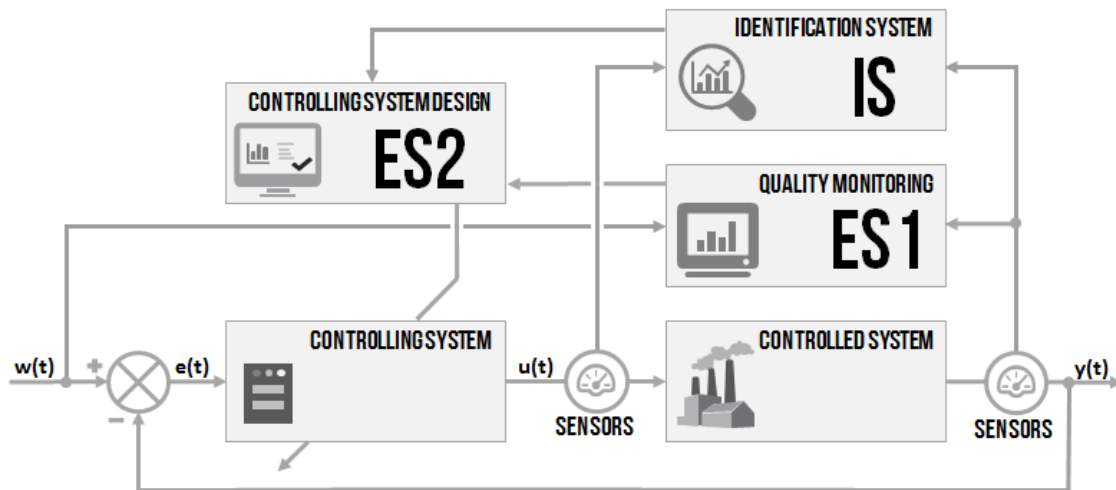 IDENTIFICATION SYSTEM
IS
CONTROLLING SYSTEM DESIGN
ES2
QUALITY MONITORING
ES1
CONTROLLING SYSTEM
CONTROLLED SYSTEM
w(t)
+
e(t)
u(t)
y(t)
−
SENSORS
SENSORS